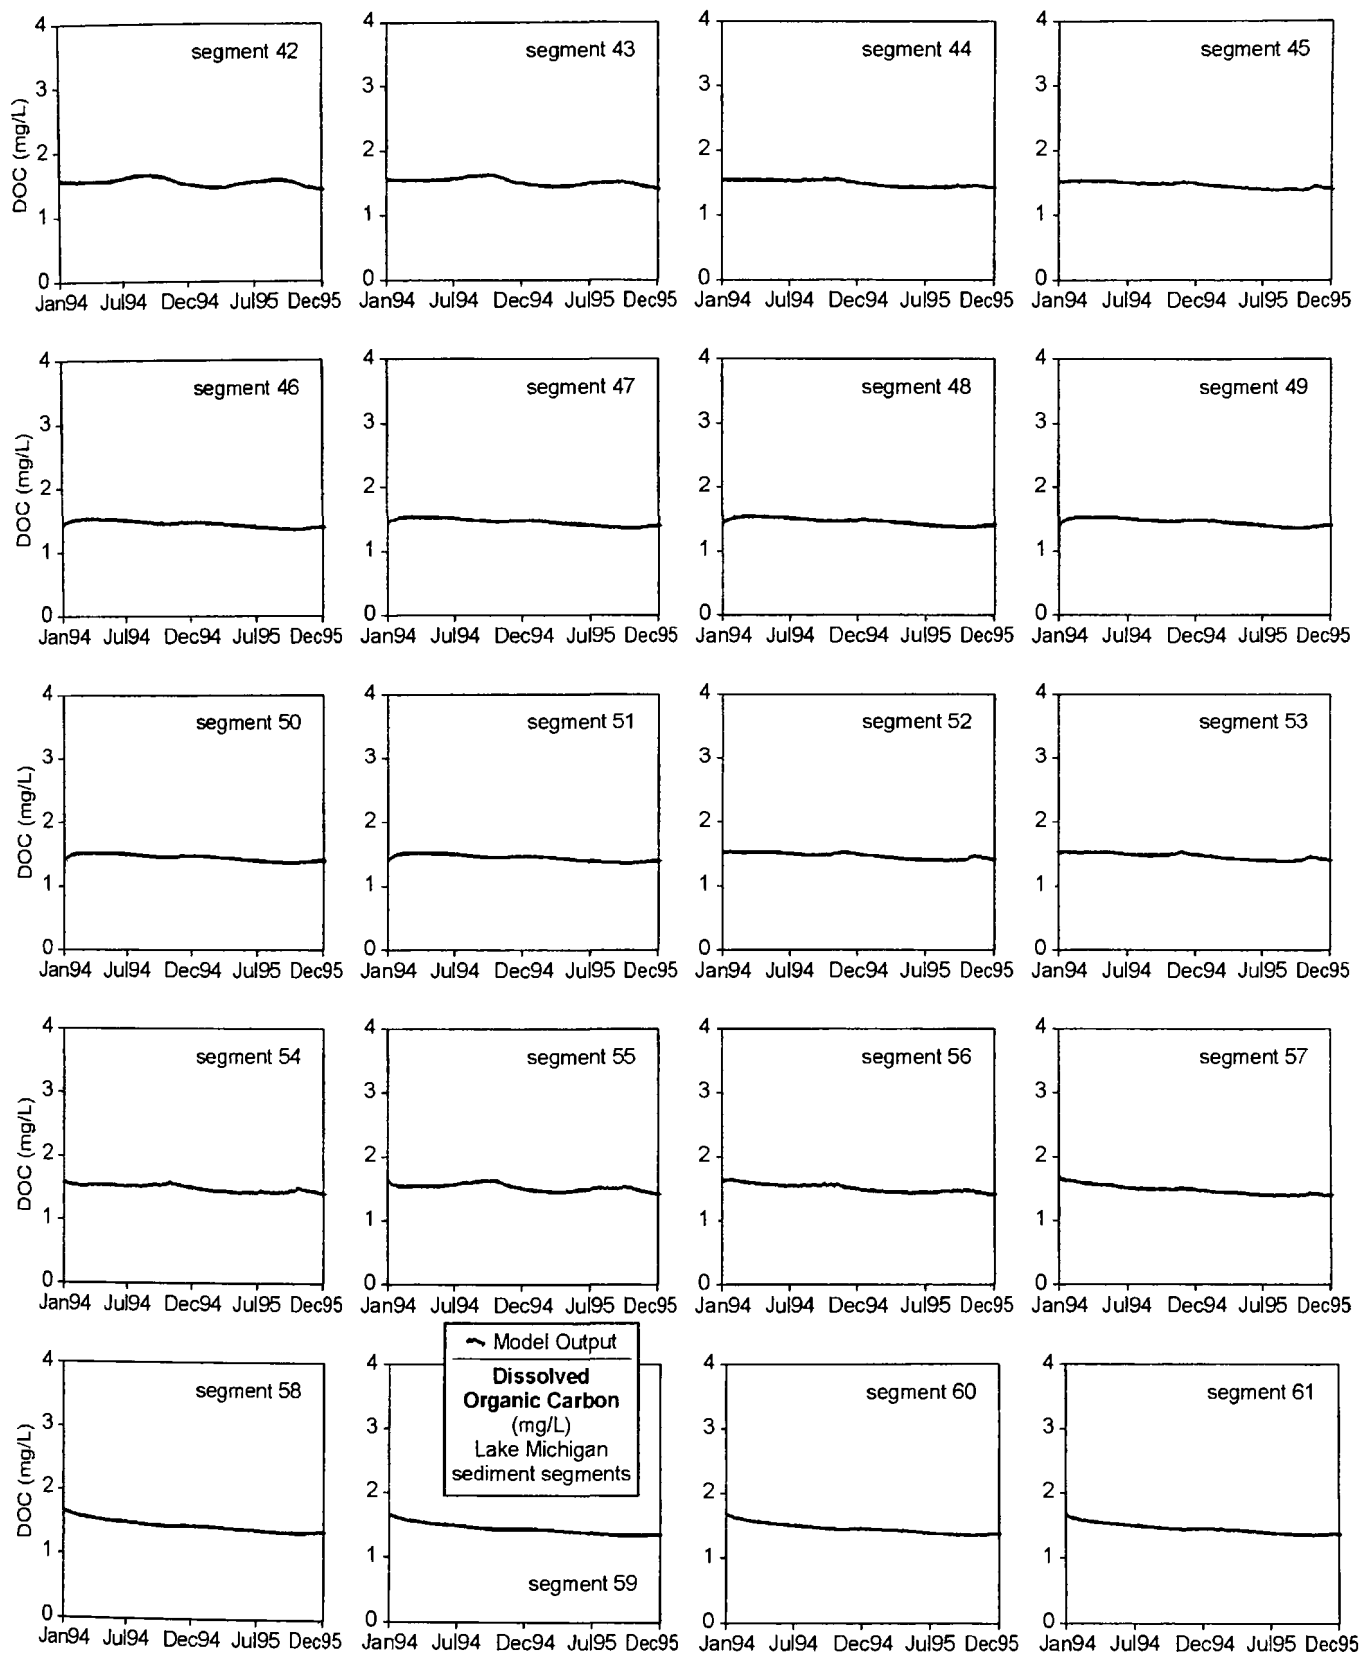 segment 42
segment 43
segment 44
segment 45
DOC (mg/L)
4
3
2
1
0
4
3
2
1
0
4
3
2
1
0
4
3
2
1
0
Jan94 Jul94 Dec94 Jul95 Dec95
Jan94 Jul94 Dec94 Jul95 Dec95
Jan94 Jul94 Dec94 Jul95 Dec95
Jan94 Jul94 Dec94 Jul95 Dec95
segment 46
segment 47
segment 48
segment 49
DOC (mg/L)
4
3
2
1
0
4
3
2
1
0
4
3
2
1
0
4
3
2
1
0
Jan94 Jul94 Dec94 Jul95 Dec95
Jan94 Jul94 Dec94 Jul95 Dec95
Jan94 Jul94 Dec94 Jul95 Dec95
Jan94 Jul94 Dec94 Jul95 Dec95
segment 50
segment 51
segment 52
segment 53
DOC (mg/L)
4
3
2
1
0
4
3
2
1
0
4
3
2
1
0
4
3
2
1
0
Jan94 Jul94 Dec94 Jul95 Dec95
Jan94 Jul94 Dec94 Jul95 Dec95
Jan94 Jul94 Dec94 Jul95 Dec95
Jan94 Jul94 Dec94 Jul95 Dec95
segment 54
segment 55
segment 56
segment 57
DOC (mg/L)
4
3
2
1
0
4
3
2
1
0
4
3
2
1
0
4
3
2
1
0
Jan94 Jul94 Dec94 Jul95 Dec95
Jan94 Jul94 Dec94 Jul95 Dec95
Jan94 Jul94 Dec94 Jul95 Dec95
Jan94 Jul94 Dec94 Jul95 Dec95
Model Output
Dissolved
Organic Carbon
(mg/L)
Lake Michigan
sediment segments
segment 58
segment 59
segment 60
segment 61
DOC (mg/L)
4
3
2
1
0
4
3
2
1
0
4
3
2
1
0
4
3
2
1
0
Jan94 Jul94 Dec94 Jul95 Dec95
Jan94 Jul94 Dec94 Jul95 Dec95
Jan94 Jul94 Dec94 Jul95 Dec95
Jan94 Jul94 Dec94 Jul95 Dec95